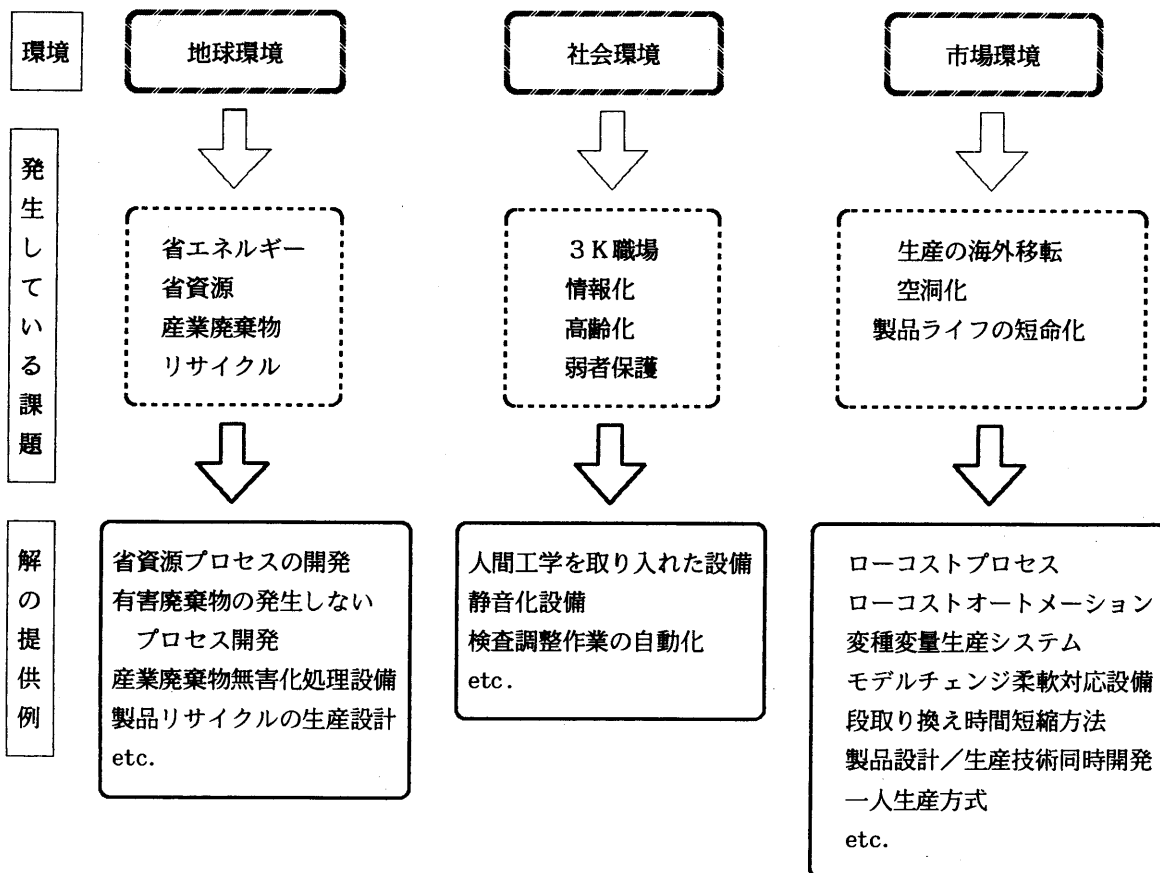 環境
地球環境
社会環境
市場環境
発生している課題
省エネルギー
省資源
産業廃棄物
リサイクル
３Ｋ職場
情報化
高齢化
弱者保護
生産の海外移転
空洞化
製品ライフの短命化
解の提供例
省資源プロセスの開発
有害廃棄物の発生しない
プロセス開発
産業廃棄物無害化処理設備
製品リサイクルの生産設計
etc.
人間工学を取り入れた設備
静音化設備
検査調整作業の自動化
etc.
ローコストプロセス
ローコストオートメーション
変種変量生産システム
モデルチェンジ柔軟対応設備
段取り換え時間短縮方法
製品設計／生産技術同時開発
一人生産方式
etc.